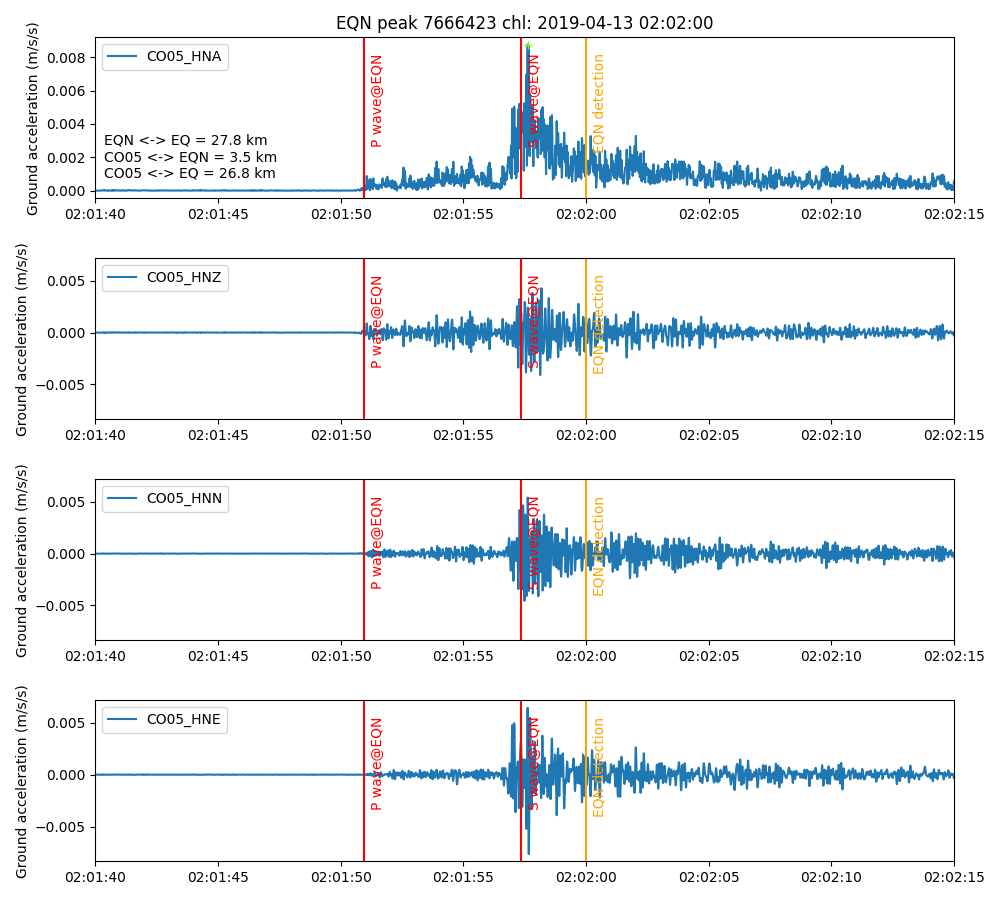 EQN peak 7666423 chl: 2019-04-13 02:02:00
Ground acceleration (m/s/s)
0.008
0.006
0.004
0.002
0.000
CO05_HNA
P wave@EQN
S wave@EQN
EQN detection
EQN <-> EQ = 27.8 km
CO05 <-> EQN = 3.5 km
CO05 <-> EQ = 26.8 km
02:01:40 02:01:45 02:01:50 02:01:55 02:02:00 02:02:05 02:02:10 02:02:15
Ground acceleration (m/s/s)
0.005
0.000
−0.005
CO05_HNZ
P wave@EQN
S wave@EQN
EQN detection
02:01:40 02:01:45 02:01:50 02:01:55 02:02:00 02:02:05 02:02:10 02:02:15
Ground acceleration (m/s/s)
0.005
0.000
−0.005
CO05_HNN
P wave@EQN
S wave@EQN
EQN detection
02:01:40 02:01:45 02:01:50 02:01:55 02:02:00 02:02:05 02:02:10 02:02:15
Ground acceleration (m/s/s)
0.005
0.000
−0.005
CO05_HNE
P wave@EQN
S wave@EQN
EQN detection
02:01:40 02:01:45 02:01:50 02:01:55 02:02:00 02:02:05 02:02:10 02:02:15